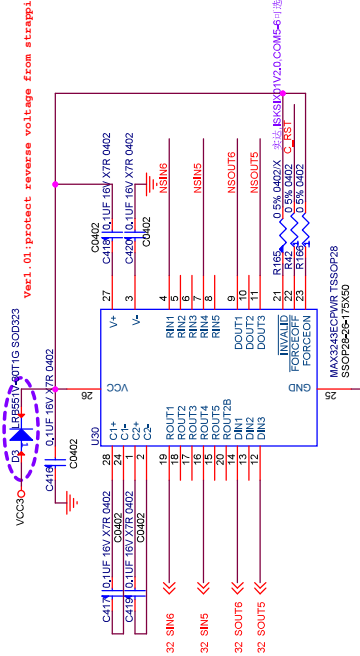 Ver1.01:protect reverse voltage from strappi
VCC3
D3
LRB551V-30T1G SOD323
C416
0.1UF 16V X7R 0402
C0402
C418
0.1UF 16V X7R 0402
C0402
C420
0.1UF 16V X7R 0402
C0402
C417
0.1UF 16V X7R 0402
C0402
C419
0.1UF 16V X7R 0402
C0402
U30
26
VCC
28
C1+
24
C1-
1
C2+
2
C2-
V+
27
V-
3
19
ROUT1
18
ROUT2
17
ROUT3
16
ROUT4
15
ROUT5
20
ROUT2B
14
DIN1
13
DIN2
12
DIN3
RIN1
4
RIN2
5
RIN3
6
RIN4
7
RIN5
8
DOUT1
9
DOUT2
10
DOUT3
11
INVALID
21
FORCEOFF
22
FORCEON
23
GND
25
NSIN6
NSIN5
NSOUT6
NSOUT5
32 SIN6
32 SIN5
32 SOUT6
32 SOUT5
R165
0 5% 0402/X
R42
0 5% 0402
R166
0 5% 0402
C_RST
MAX3243ECPWR TSSOP28
SSOP28-26-175X50